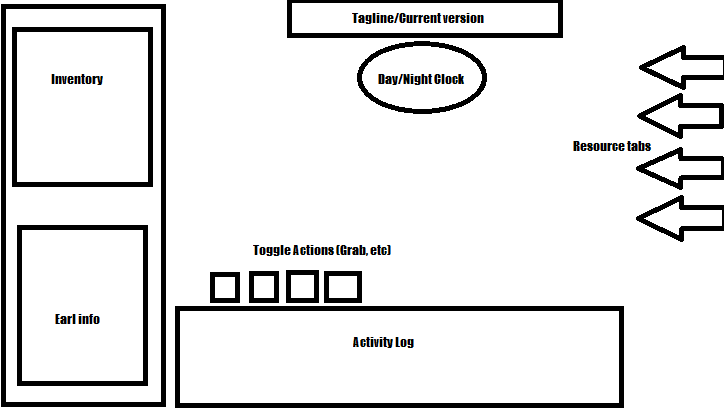 Tagline/Current version
Inventory
Day/Night Clock
Resource tabs
Toggle Actions (Grab, etc)
Earl info
Activity Log